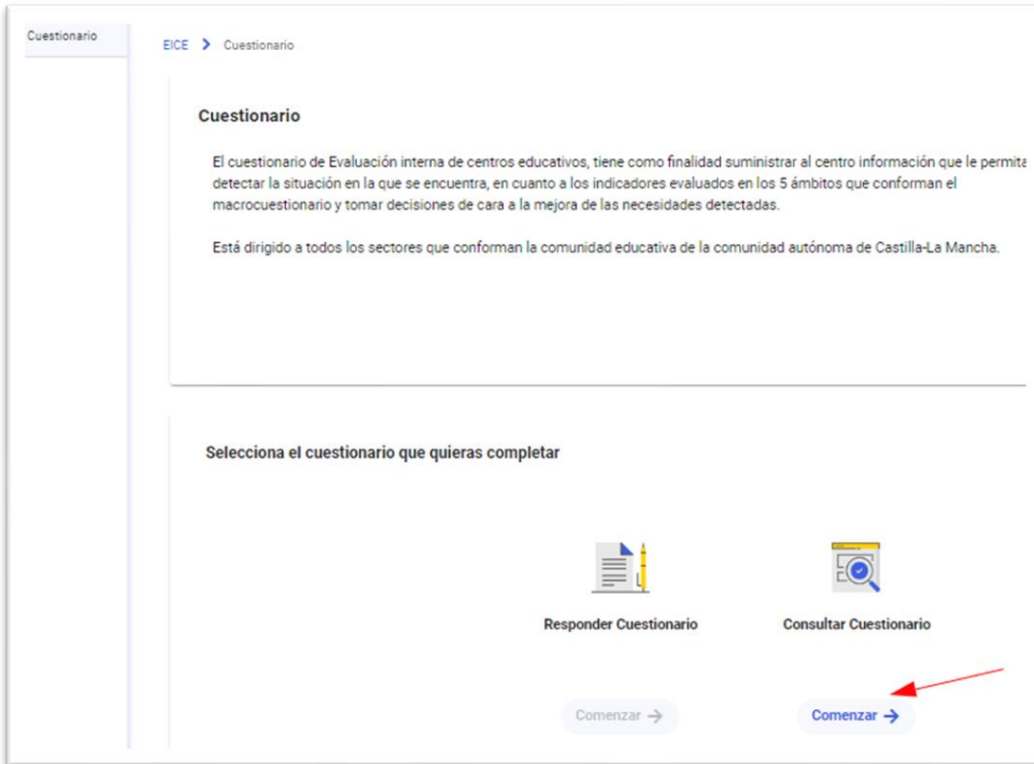 Cuestionario
EICE > Cuestionario
Cuestionario
El cuestionario de Evaluación interna de centros educativos, tiene como finalidad suministrar al centro información que le permita
detectar la situación en la que se encuentra, en cuanto a los indicadores evaluados en los 5 ámbitos que conforman el
macrocuestionario y tomar decisiones de cara a la mejora de las necesidades detectadas.
Está dirigido a todos los sectores que conforman la comunidad educativa de la comunidad autónoma de Castilla-La Mancha.
Selecciona el cuestionario que quieras completar
Responder Cuestionario
Consultar Cuestionario
Comenzar →
Comenzar →